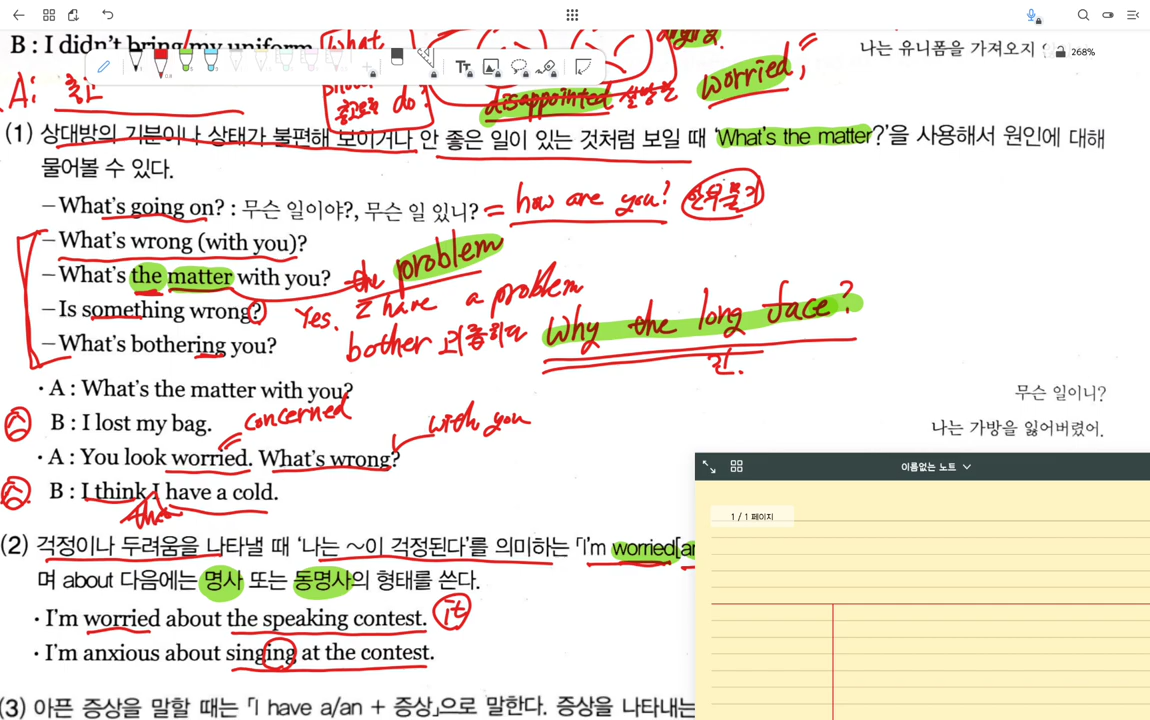 268%
B : I didn't bring my uniform
What
나는 유니폼을 가져오지
A:
do?
disappointed
worried,
(1) 상대방의 기분이나 상태가 불편해 보이거나 안 좋은 일이 있는 것처럼 보일 때 'What's the matter?'을 사용해서 원인에 대해
물어볼 수 있다.
– What's going on? : 무슨 일이야?, 무슨 일 있니? = how are you? 안부묻기
– What's wrong (with you)?
– What's the matter with you? the problem
– Is something wrong? Yes. I have a problem
– What's bothering you? bother 괴롭히다 Why the long face?
긴.
· A : What's the matter with you?
무슨 일이니?
B : I lost my bag.
나는 가방을 잃어버렸어.
concerned
with you
· A : You look worried. What's wrong?
B : I think I have a cold.
that
이름없는 노트
1 / 1 페이지
(2) 걱정이나 두려움을 나타낼 때 '나는 ~이 걱정된다'를 의미하는 「I'm worried[an
며 about 다음에는 명사 또는 동명사의 형태를 쓴다.
· I'm worried about the speaking contest. it
· I'm anxious about singing at the contest.
(3) 아픈 증상을 말할 때는 「I have a/an + 증상」으로 말한다. 증상을 나타내는